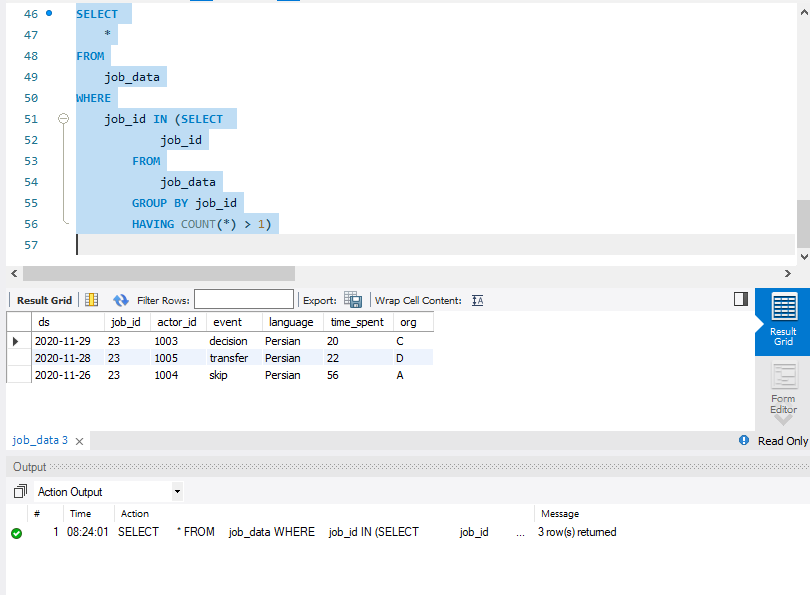 46 SELECT
47 *
48 FROM
49 job_data
50 WHERE
51 job_id IN (SELECT
52 job_id
53 FROM
54 job_data
55 GROUP BY job_id
56 HAVING COUNT(*) > 1)
57
Result Grid Filter Rows: Export: Wrap Cell Content: IA
ds job_id actor_id event language time_spent org
2020-11-29 23 1003 decision Persian 20 C
2020-11-28 23 1005 transfer Persian 22 D
2020-11-26 23 1004 skip Persian 56 A
Result
Grid
Form
Editor
job_data 3 Read Only
Output
Action Output
# Time Action Message
1 08:24:01 SELECT * FROM job_data WHERE job_id IN (SELECT job_id ... 3 row(s) returned